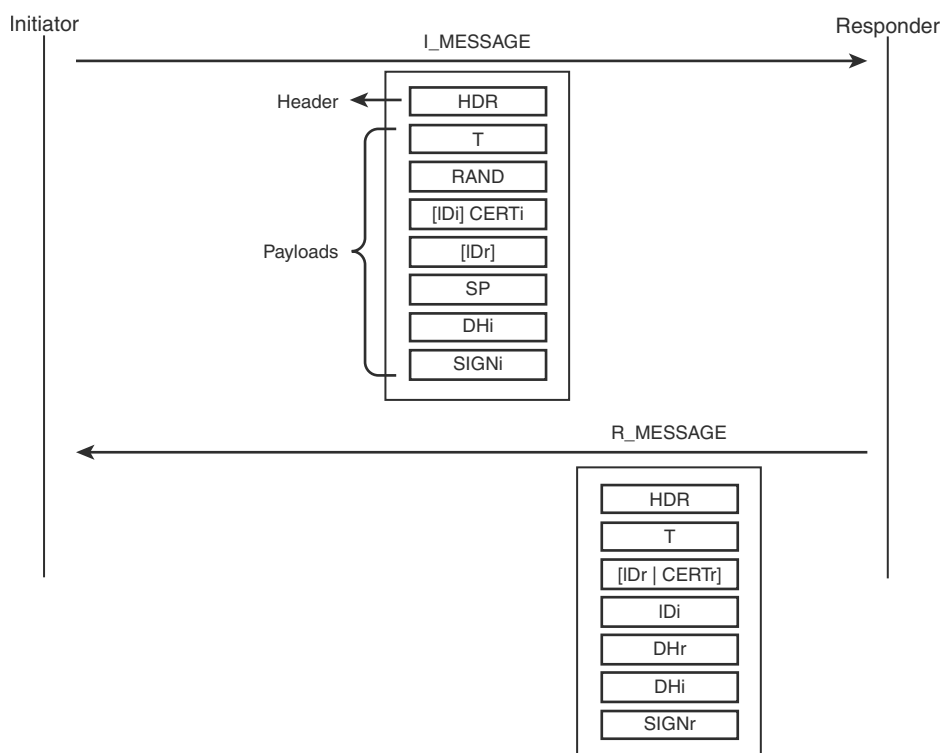 Initiator
Responder
I_MESSAGE
Header
HDR
T
RAND
[IDi] CERTi
Payloads
[IDr]
SP
DHi
SIGNi
R_MESSAGE
HDR
T
[IDr | CERTr]
IDi
DHr
DHi
SIGNr